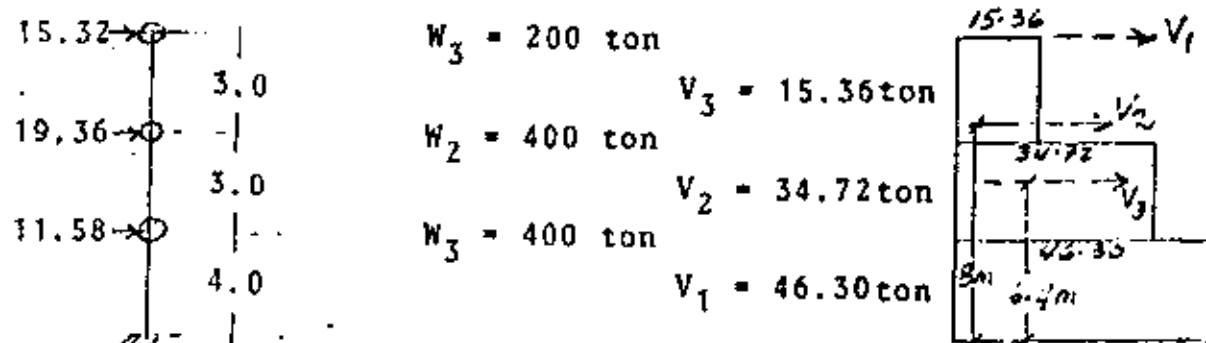 15.36 V₁
15.32 W₃ = 200 ton
3.0 V₃ = 15.36ton
19,36 W₂ = 400 ton V₂
34.72
3.0 V₂ = 34.72ton V₃
11.58 W₃ = 400 ton
46.30
4.0 V₁ = 46.30ton 8m 6.4m